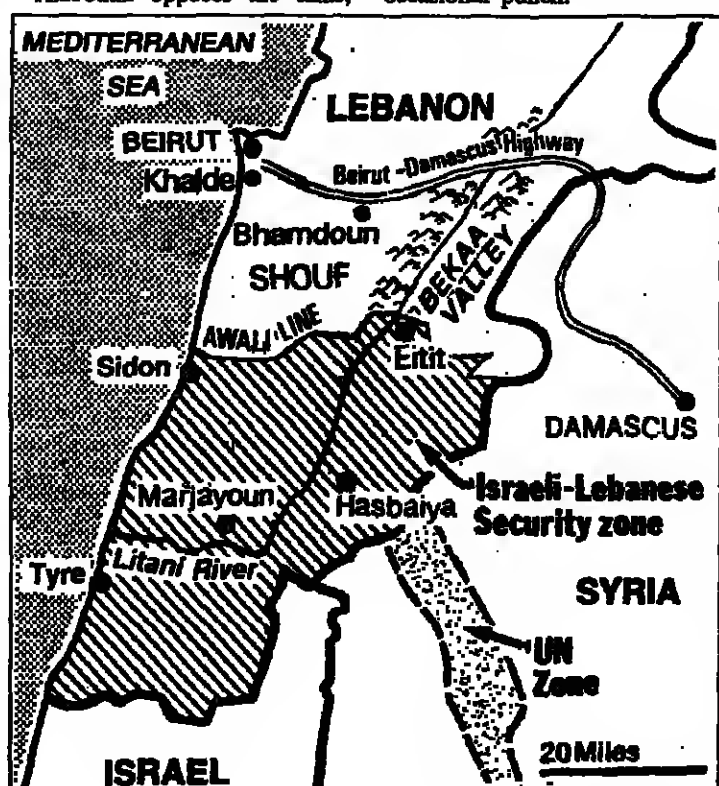 MEDITERRANEAN
SEA
LEBANON
BEIRUT
Khalde
Beirut-Damascus Highway
Bhamdoun
SHOUF
BEKAA
VALLEY
AWALI LINE
Sidon
Eitit
DAMASCUS
Israeli-Lebanese
Security zone
Marjayoun
Hasbaiya
Litani River
Tyre
SYRIA
UN
Zone
20 Miles
ISRAEL